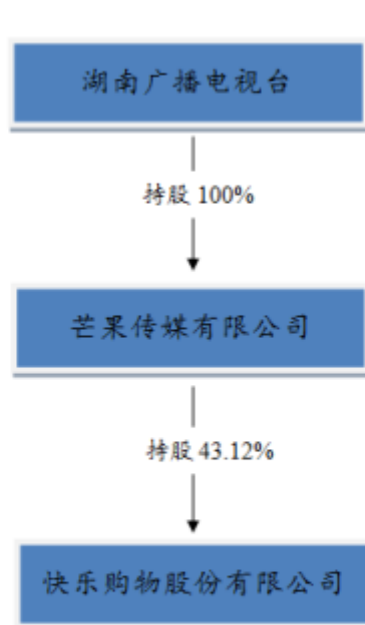 湖南广播电视台
持股 100%
芒果传媒有限公司
持股 43.12%
快乐购物股份有限公司